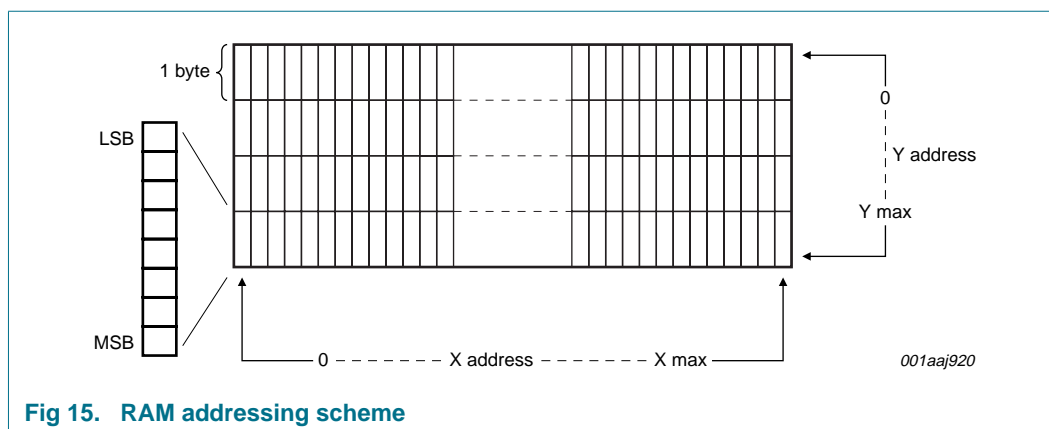 1 byte
LSB
MSB
0
Y address
Y max
0 X address X max
001aaj920
Fig 15. RAM addressing scheme